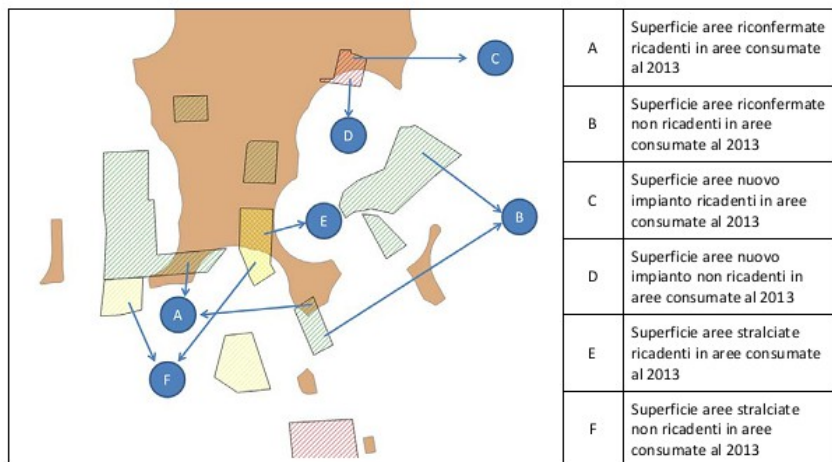 C
D
E
B
A
F
A
Superficie aree riconfermate
ricadenti in aree consumate
al 2013
B
Superficie aree riconfermate
non ricadenti in aree
consumate al 2013
C
Superficie aree nuovo
impianto ricadenti in aree
consumate al 2013
D
Superficie aree nuovo
impianto non ricadenti in
aree consumate al 2013
E
Superficie aree stralciate
ricadenti in aree consumate
al 2013
F
Superficie aree stralciate
non ricadenti in aree
consumate al 2013